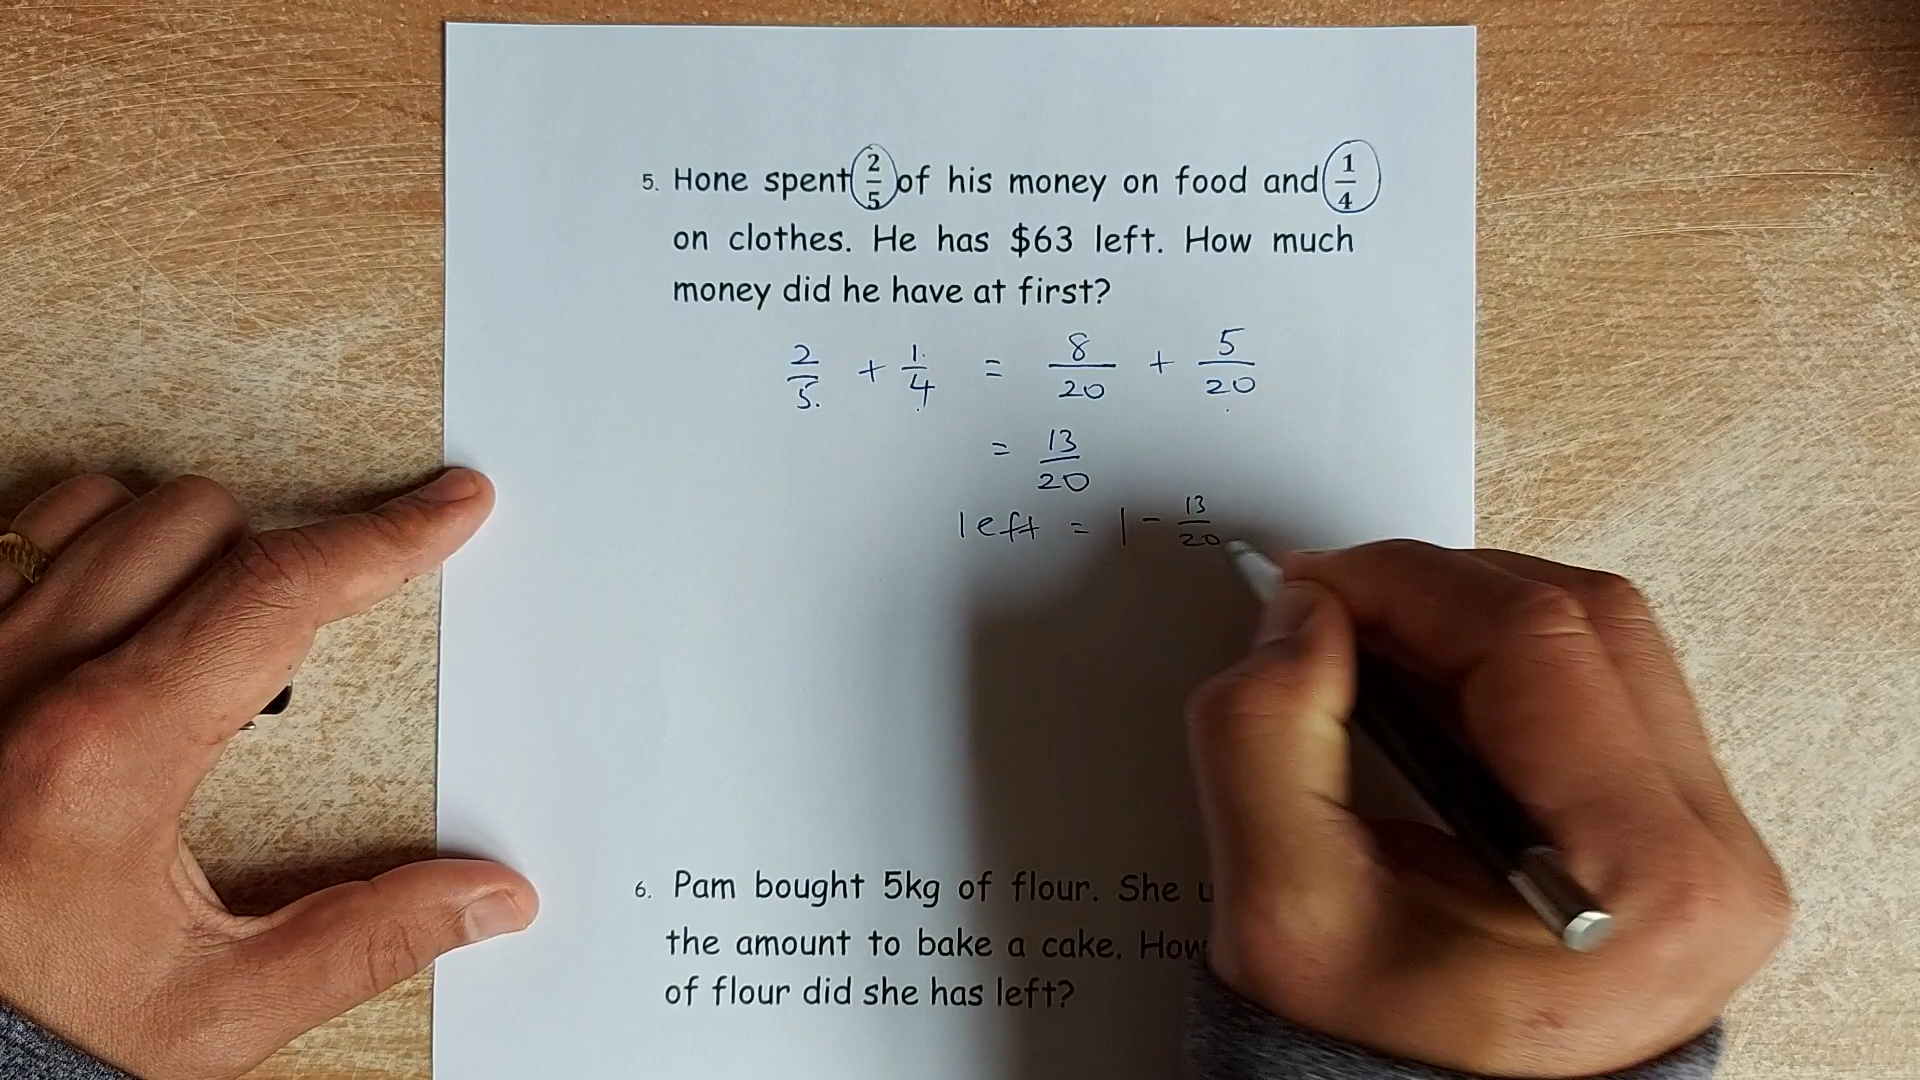 5. Hone spent 2/5 of his money on food and 1/4
on clothes. He has $63 left. How much
money did he have at first?
2/5 + 1/4 = 8/20 + 5/20
= 13/20
left = 1 - 13/20
6. Pam bought 5kg of flour. She
the amount to bake a cake. How
of flour did she has left?